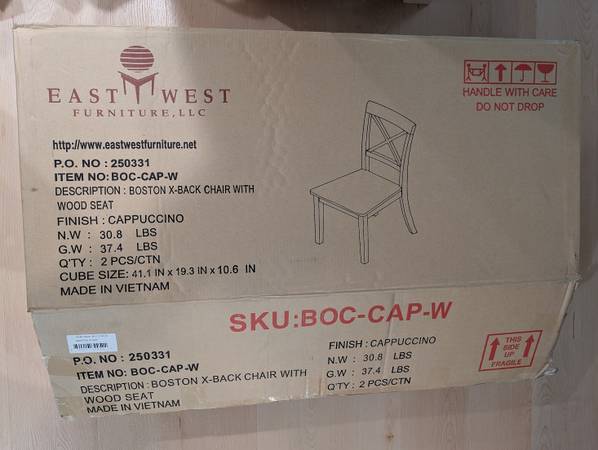 EAST WEST
FURNITURE, LLC
HANDLE WITH CARE
DO NOT DROP
http://www.eastwestfurniture.net
P.O. NO : 250331
ITEM NO: BOC-CAP-W
DESCRIPTION : BOSTON X-BACK CHAIR WITH
WOOD SEAT
FINISH : CAPPUCCINO
N.W : 30.8 LBS
G.W : 37.4 LBS
Q'TY : 2 PCS/CTN
CUBE SIZE: 41.1 IN x 19.3 IN x 10.6 IN
MADE IN VIETNAM
SKU:BOC-CAP-W
P.O. NO : 250331
ITEM NO: BOC-CAP-W
DESCRIPTION : BOSTON X-BACK CHAIR WITH
WOOD SEAT
MADE IN VIETNAM
FINISH : CAPPUCCINO
N.W : 30.8 LBS
G.W : 37.4 LBS
Q'TY : 2 PCS/CTN
THIS
SIDE
UP
FRAGILE